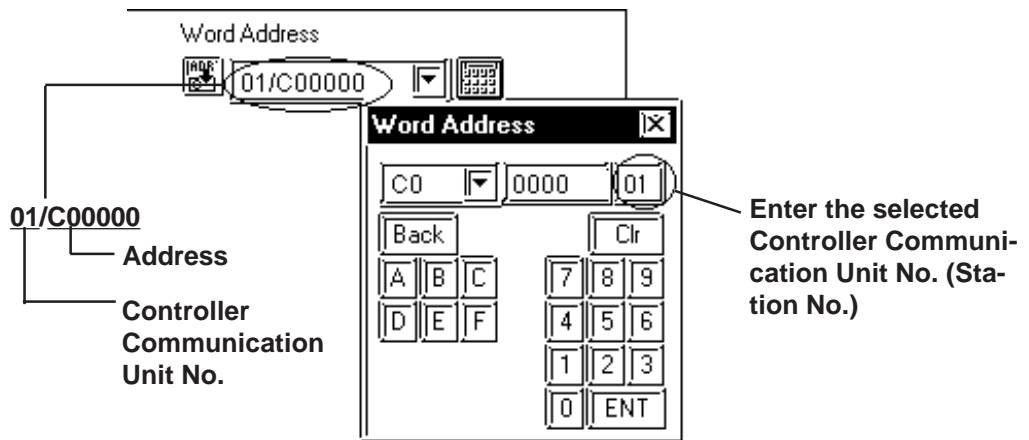 Word Address
ADR
01/C00000
Word Address
C0 0000 01
Back Clr
A B C 7 8 9
D E F 4 5 6
1 2 3
0 ENT
01/C00000
Address
Controller
Communication
Unit No.
Enter the selected
Controller Communi-
cation Unit No. (Sta-
tion No.)